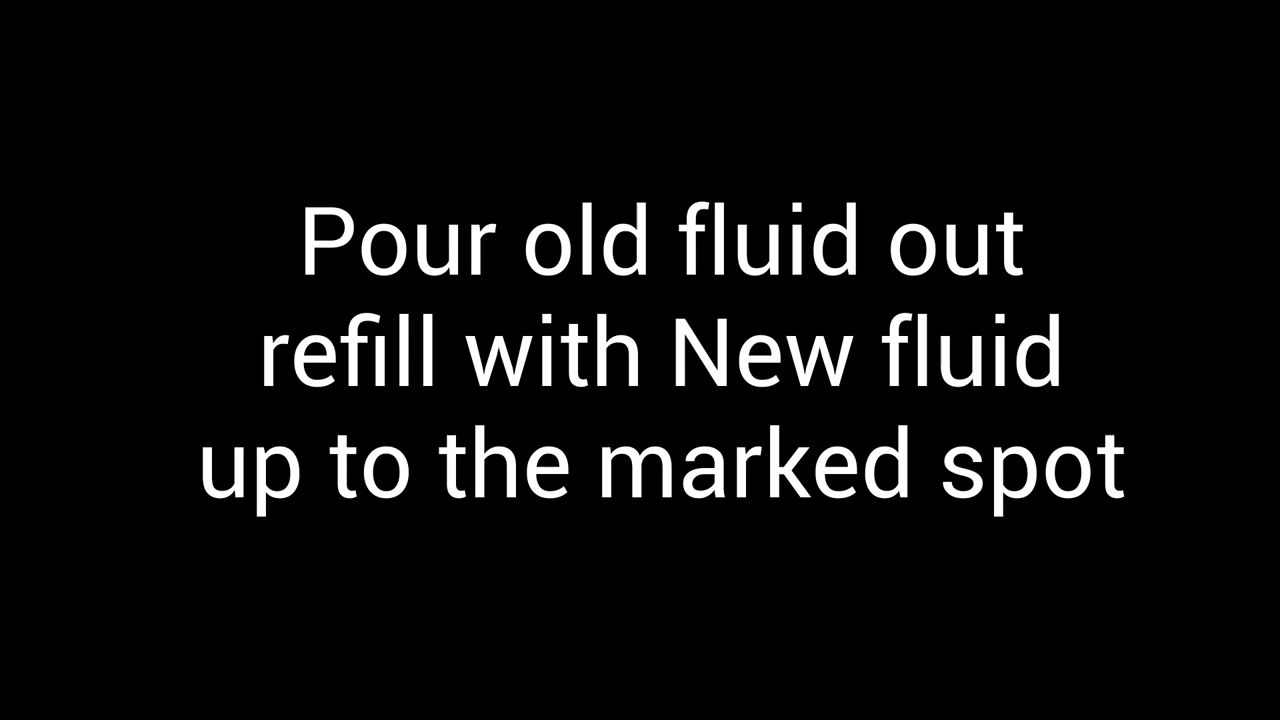 Pour old fluid out
refill with New fluid
up to the marked spot